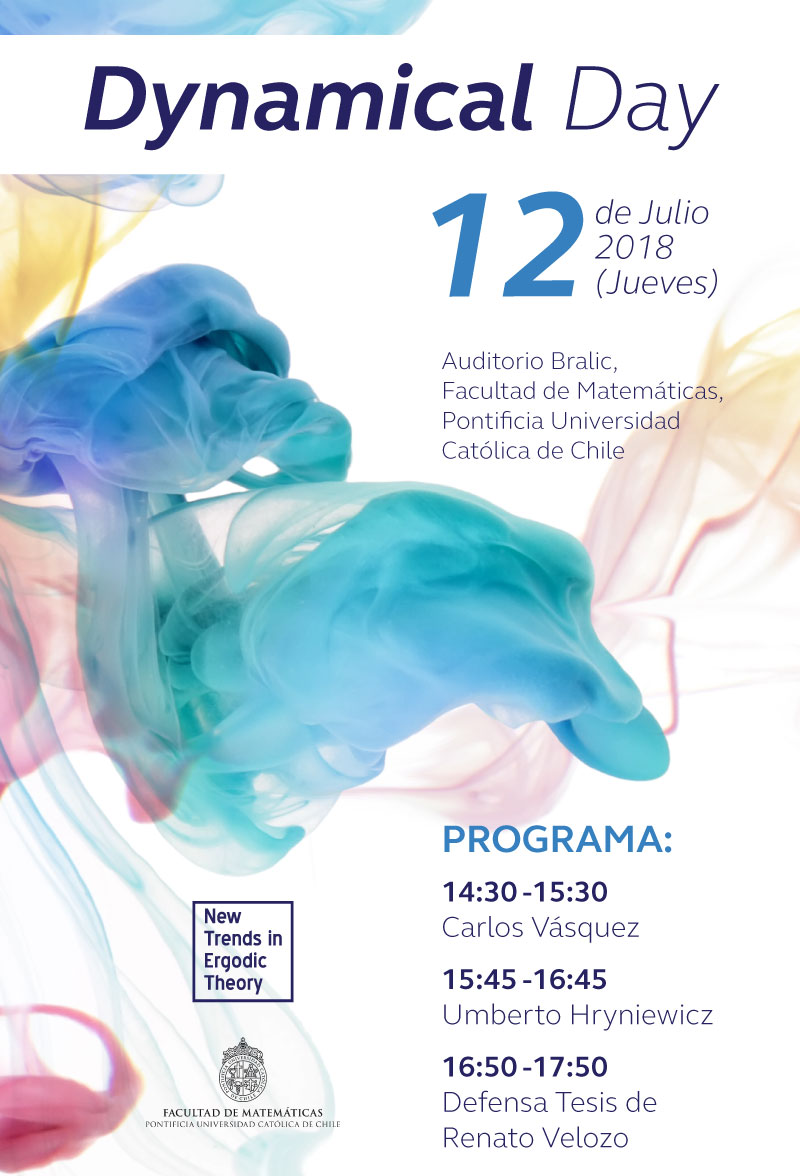 Dynamical Day
12 de Julio
2018
(Jueves)
Auditorio Bralic,
Facultad de Matemáticas,
Pontificia Universidad
Católica de Chile
PROGRAMA:
14:30 -15:30
Carlos Vásquez
15:45 -16:45
Umberto Hryniewicz
16:50 -17:50
Defensa Tesis de
Renato Velozo
New
Trends in
Ergodic
Theory
FACULTAD DE MATEMÁTICAS
PONTIFICIA UNIVERSIDAD CATÓLICA DE CHILE